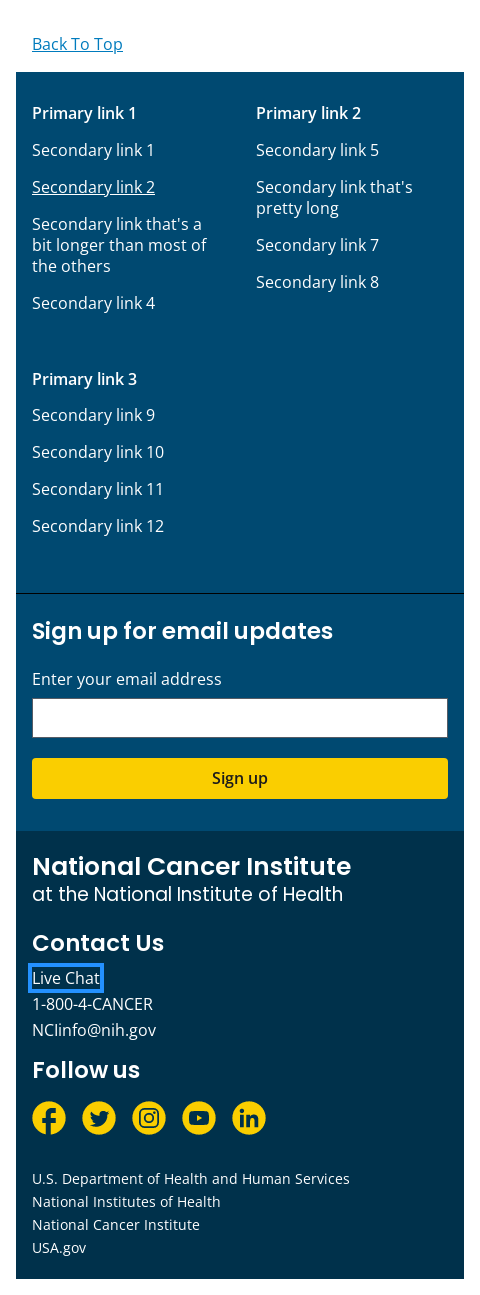 Back To Top
Primary link 1
Secondary link 1
Secondary link 2
Secondary link that's a
bit longer than most of
the others
Secondary link 4
Primary link 2
Secondary link 5
Secondary link that's
pretty long
Secondary link 7
Secondary link 8
Primary link 3
Secondary link 9
Secondary link 10
Secondary link 11
Secondary link 12
Sign up for email updates
Enter your email address
Sign up
National Cancer Institute
at the National Institute of Health
Contact Us
Live Chat
1-800-4-CANCER
NCIinfo@nih.gov
Follow us
U.S. Department of Health and Human Services
National Institutes of Health
National Cancer Institute
USA.gov